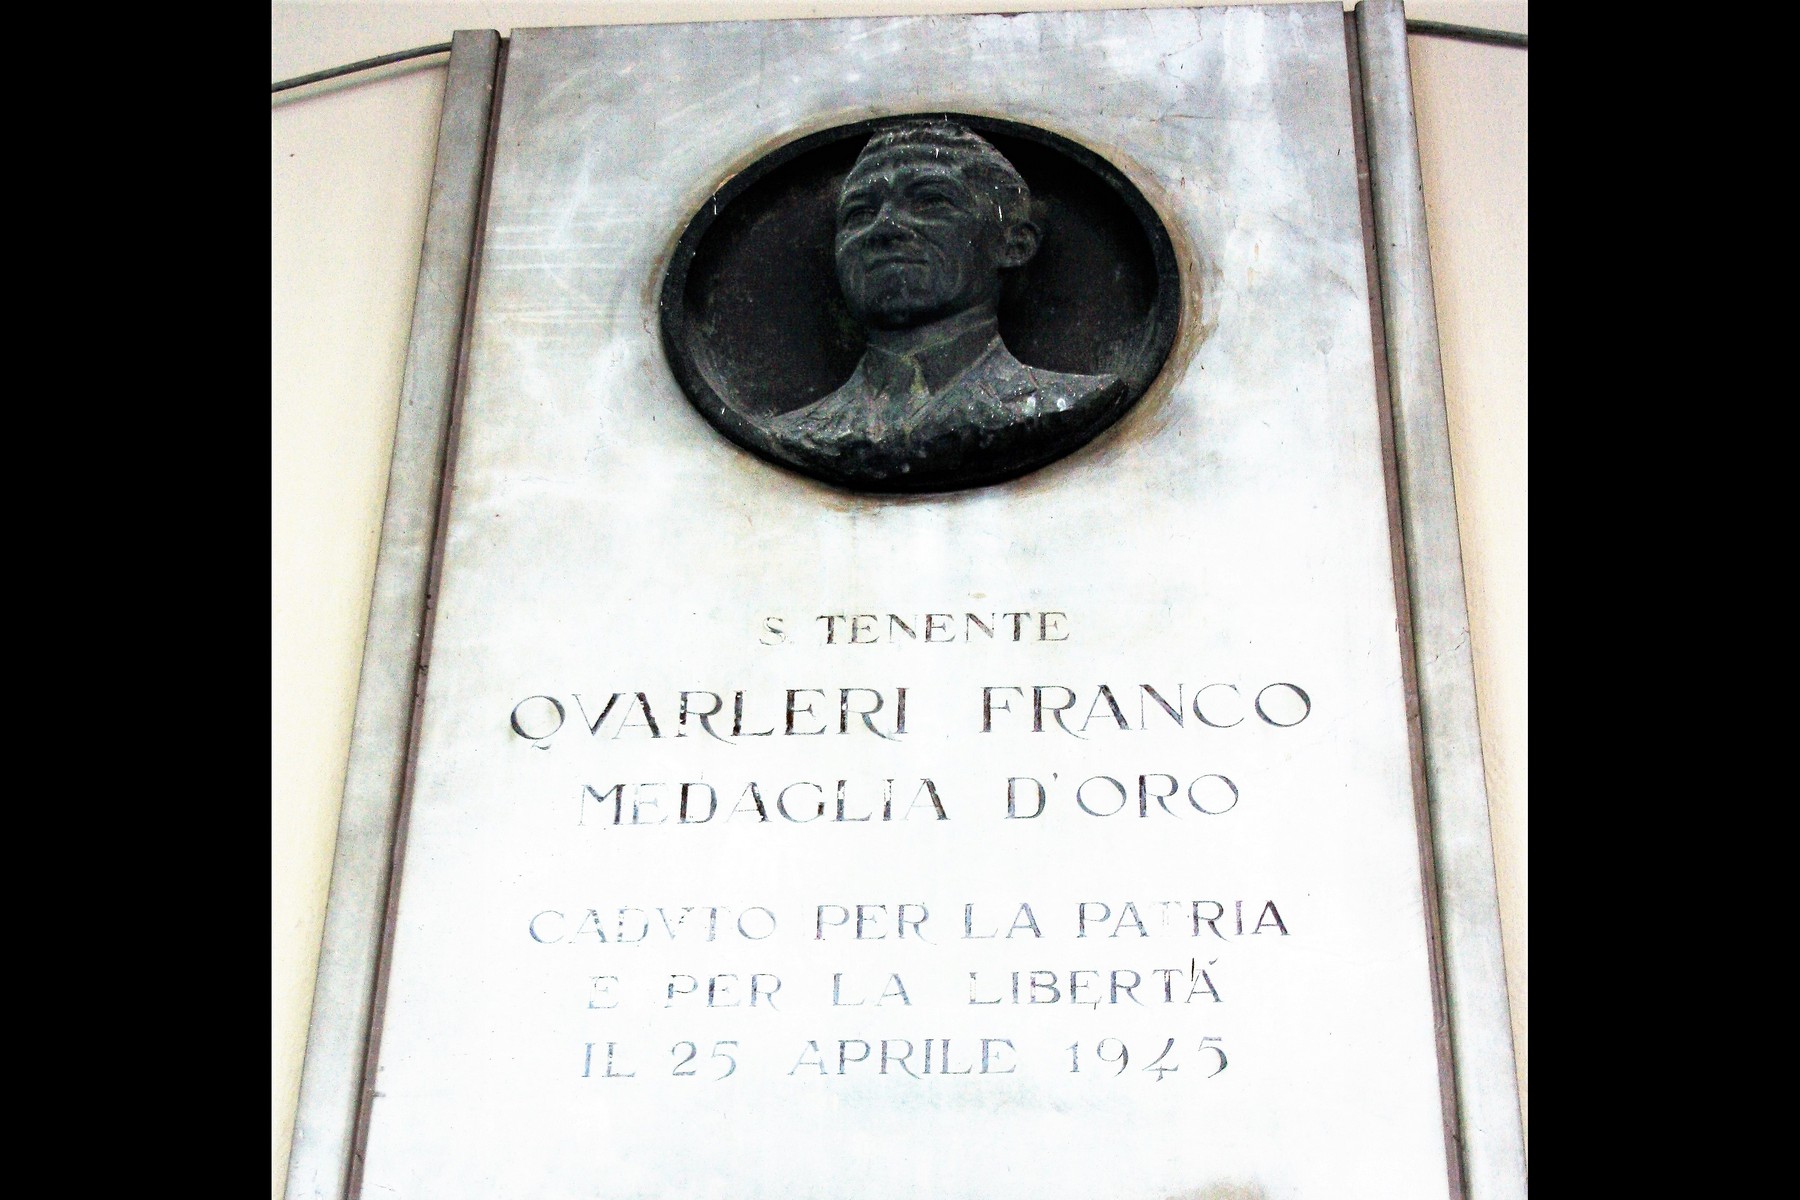 S. TENENTE
QVARLERI FRANCO
MEDAGLIA D'ORO
CADVTO PER LA PATRIA
E PER LA LIBERTÀ
IL 25 APRILE 1945